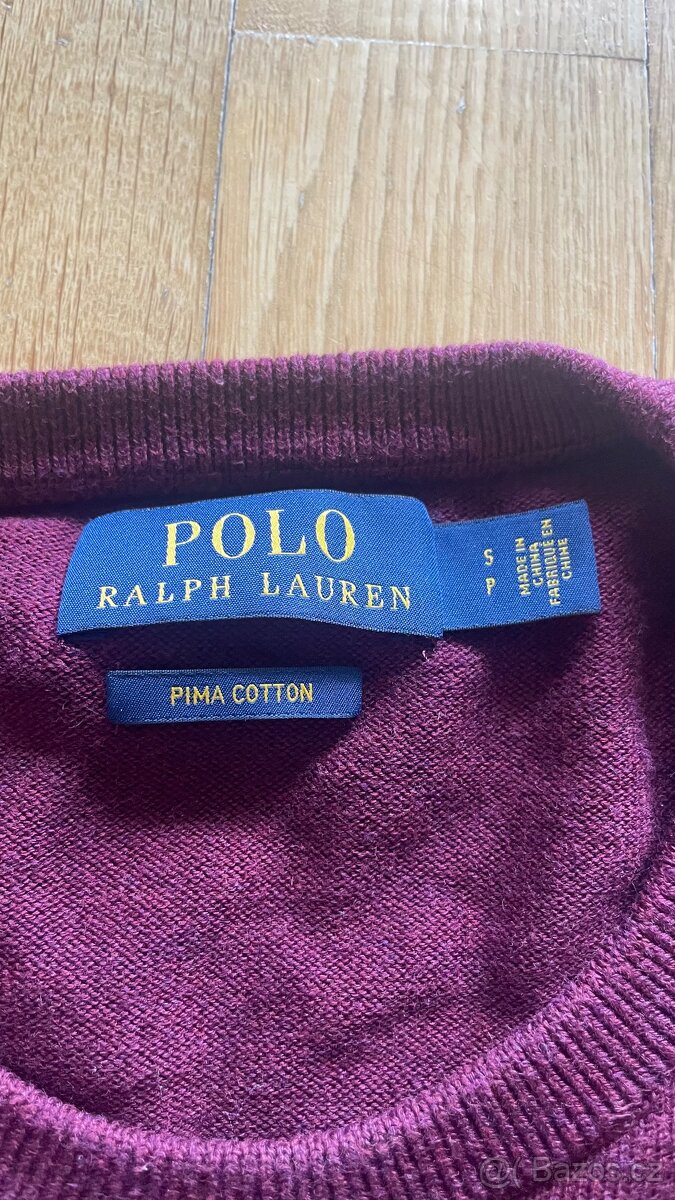 POLO
RALPH LAUREN
S
P
MADE IN
CHINA
FABRIQUE EN
CHINE
PIMA COTTON
Bazos.cz